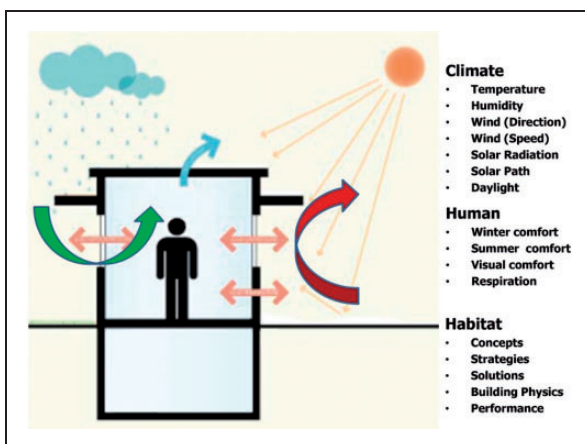 Climate
• Temperature
• Humidity
• Wind (Direction)
• Wind (Speed)
• Solar Radiation
• Solar Path
• Daylight
Human
• Winter comfort
• Summer comfort
• Visual comfort
• Respiration
Habitat
• Concepts
• Strategies
• Solutions
• Building Physics
• Performance